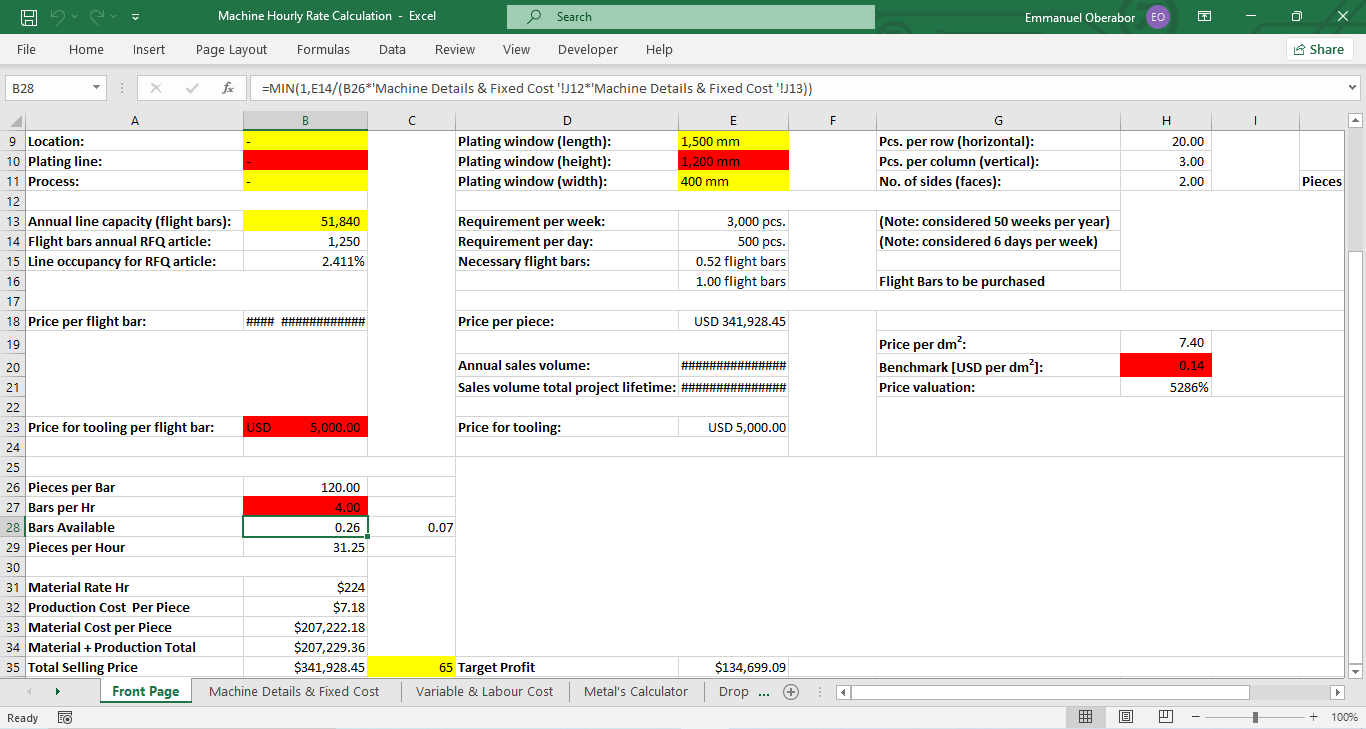 Machine Hourly Rate Calculation - Excel
Search
Emmanuel Oberabor EO
File Home Insert Page Layout Formulas Data Review View Developer Help Share
B28 fx =MIN(1,E14/(B26*'Machine Details & Fixed Cost '!J12*'Machine Details & Fixed Cost '!J13))
A B C D E F G H I
9 Location: - Plating window (length): 1,500 mm Pcs. per row (horizontal): 20.00
10 Plating line: - Plating window (height): 1,200 mm Pcs. per column (vertical): 3.00
11 Process: - Plating window (width): 400 mm No. of sides (faces): 2.00 Pieces
12
13 Annual line capacity (flight bars): 51,840 Requirement per week: 3,000 pcs. (Note: considered 50 weeks per year)
14 Flight bars annual RFQ article: 1,250 Requirement per day: 500 pcs. (Note: considered 6 days per week)
15 Line occupancy for RFQ article: 2.411% Necessary flight bars: 0.52 flight bars
16 1.00 flight bars Flight Bars to be purchased
17
18 Price per flight bar: #### ############ Price per piece: USD 341,928.45
19 Price per dm²: 7.40
20 Annual sales volume: ############### Benchmark [USD per dm²]: 0.14
21 Sales volume total project lifetime: ############### Price valuation: 5286%
22
23 Price for tooling per flight bar: USD 5,000.00 Price for tooling: USD 5,000.00
24
25
26 Pieces per Bar 120.00
27 Bars per Hr 4.00
28 Bars Available 0.26 0.07
29 Pieces per Hour 31.25
30
31 Material Rate Hr $224
32 Production Cost Per Piece $7.18
33 Material Cost per Piece $207,222.18
34 Material + Production Total $207,229.36
35 Total Selling Price $341,928.45 65 Target Profit $134,699.09
Front Page Machine Details & Fixed Cost Variable & Labour Cost Metal's Calculator Drop ...
Ready 100%